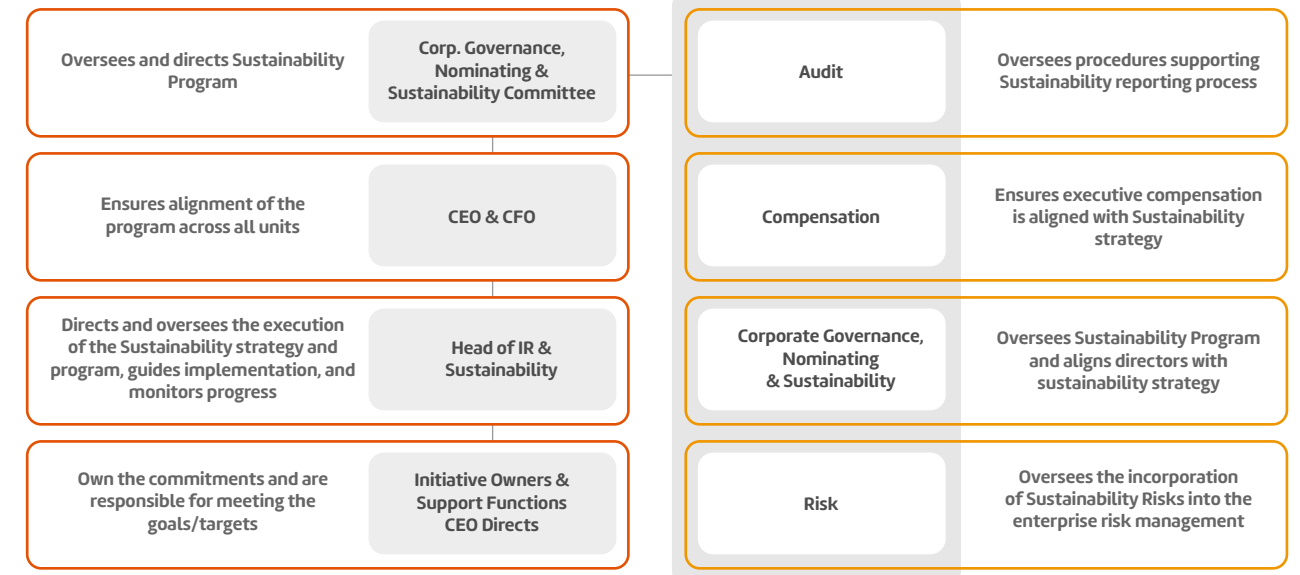 Oversees and directs Sustainability
Program
Corp. Governance,
Nominating &
Sustainability Committee
Audit
Oversees procedures supporting
Sustainability reporting process
Ensures alignment of the
program across all units
CEO & CFO
Compensation
Ensures executive compensation
is aligned with Sustainability
strategy
Directs and oversees the execution
of the Sustainability strategy and
program, guides implementation, and
monitors progress
Head of IR &
Sustainability
Corporate Governance,
Nominating
& Sustainability
Oversees Sustainability Program
and aligns directors with
sustainability strategy
Own the commitments and are
responsible for meeting the
goals/targets
Initiative Owners &
Support Functions
CEO Directs
Risk
Oversees the incorporation
of Sustainability Risks into the
enterprise risk management